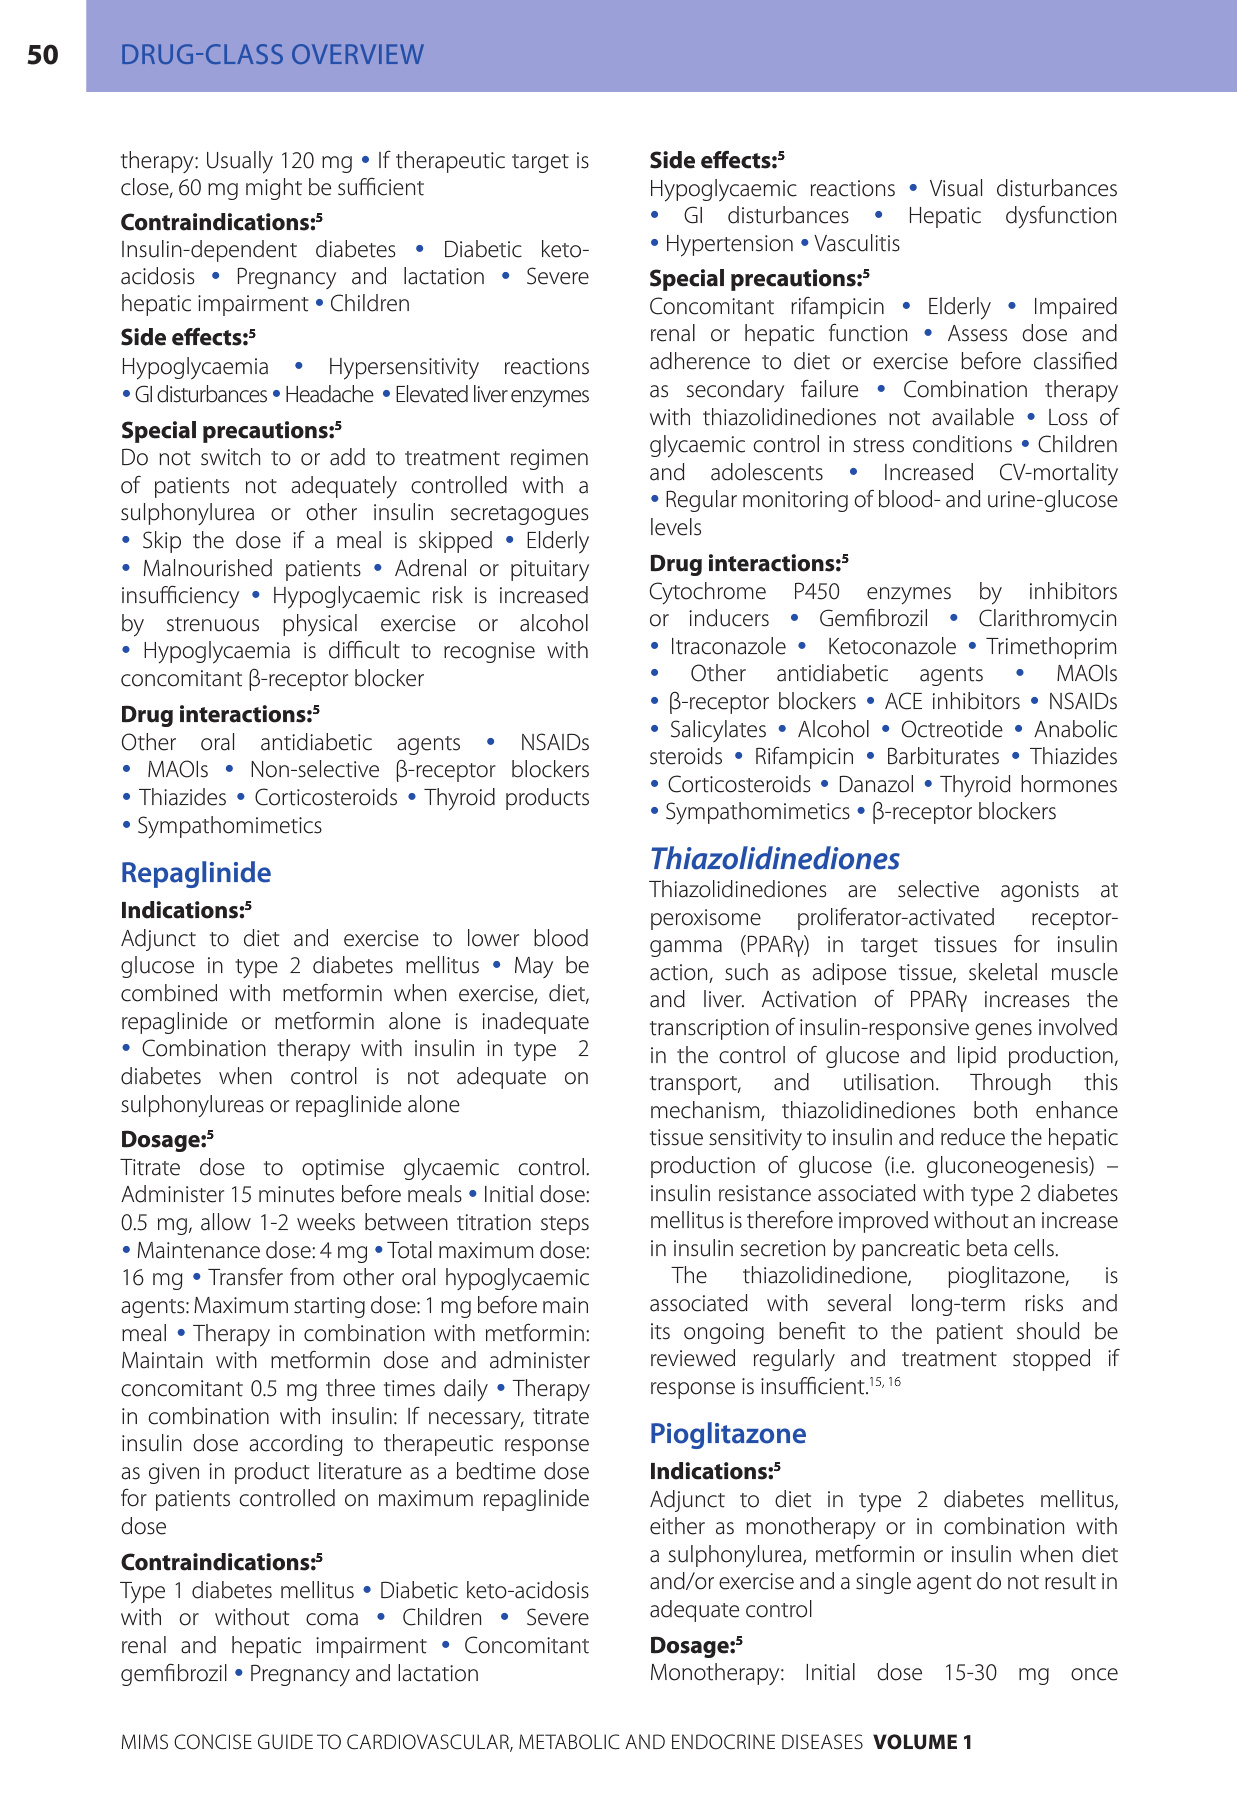 50
DRUG-CLASS OVERVIEW
therapy: Usually 120 mg • If therapeutic target is
close, 60 mg might be sufficient
Contraindications:⁵
Insulin-dependent diabetes • Diabetic keto-
acidosis • Pregnancy and lactation • Severe
hepatic impairment • Children
Side effects:⁵
Hypoglycaemia • Hypersensitivity reactions
• GI disturbances • Headache • Elevated liver enzymes
Special precautions:⁵
Do not switch to or add to treatment regimen
of patients not adequately controlled with a
sulphonylurea or other insulin secretagogues
• Skip the dose if a meal is skipped • Elderly
• Malnourished patients • Adrenal or pituitary
insufficiency • Hypoglycaemic risk is increased
by strenuous physical exercise or alcohol
• Hypoglycaemia is difficult to recognise with
concomitant β-receptor blocker
Drug interactions:⁵
Other oral antidiabetic agents • NSAIDs
• MAOIs • Non-selective β-receptor blockers
• Thiazides • Corticosteroids • Thyroid products
• Sympathomimetics
Repaglinide
Indications:⁵
Adjunct to diet and exercise to lower blood
glucose in type 2 diabetes mellitus • May be
combined with metformin when exercise, diet,
repaglinide or metformin alone is inadequate
• Combination therapy with insulin in type 2
diabetes when control is not adequate on
sulphonylureas or repaglinide alone
Dosage:⁵
Titrate dose to optimise glycaemic control.
Administer 15 minutes before meals • Initial dose:
0.5 mg, allow 1-2 weeks between titration steps
• Maintenance dose: 4 mg • Total maximum dose:
16 mg • Transfer from other oral hypoglycaemic
agents: Maximum starting dose: 1 mg before main
meal • Therapy in combination with metformin:
Maintain with metformin dose and administer
concomitant 0.5 mg three times daily • Therapy
in combination with insulin: If necessary, titrate
insulin dose according to therapeutic response
as given in product literature as a bedtime dose
for patients controlled on maximum repaglinide
dose
Contraindications:⁵
Type 1 diabetes mellitus • Diabetic keto-acidosis
with or without coma • Children • Severe
renal and hepatic impairment • Concomitant
gemfibrozil • Pregnancy and lactation
Side effects:⁵
Hypoglycaemic reactions • Visual disturbances
• GI disturbances • Hepatic dysfunction
• Hypertension • Vasculitis
Special precautions:⁵
Concomitant rifampicin • Elderly • Impaired
renal or hepatic function • Assess dose and
adherence to diet or exercise before classified
as secondary failure • Combination therapy
with thiazolidinediones not available • Loss of
glycaemic control in stress conditions • Children
and adolescents • Increased CV-mortality
• Regular monitoring of blood- and urine-glucose
levels
Drug interactions:⁵
Cytochrome P450 enzymes by inhibitors
or inducers • Gemfibrozil • Clarithromycin
• Itraconazole • Ketoconazole • Trimethoprim
• Other antidiabetic agents • MAOIs
• β-receptor blockers • ACE inhibitors • NSAIDs
• Salicylates • Alcohol • Octreotide • Anabolic
steroids • Rifampicin • Barbiturates • Thiazides
• Corticosteroids • Danazol • Thyroid hormones
• Sympathomimetics • β-receptor blockers
Thiazolidinediones
Thiazolidinediones are selective agonists at
peroxisome proliferator-activated receptor-
gamma (PPARγ) in target tissues for insulin
action, such as adipose tissue, skeletal muscle
and liver. Activation of PPARγ increases the
transcription of insulin-responsive genes involved
in the control of glucose and lipid production,
transport, and utilisation. Through this
mechanism, thiazolidinediones both enhance
tissue sensitivity to insulin and reduce the hepatic
production of glucose (i.e. gluconeogenesis) –
insulin resistance associated with type 2 diabetes
mellitus is therefore improved without an increase
in insulin secretion by pancreatic beta cells.
The thiazolidinedione, pioglitazone, is
associated with several long-term risks and
its ongoing benefit to the patient should be
reviewed regularly and treatment stopped if
response is insufficient.¹⁵, ¹⁶
Pioglitazone
Indications:⁵
Adjunct to diet in type 2 diabetes mellitus,
either as monotherapy or in combination with
a sulphonylurea, metformin or insulin when diet
and/or exercise and a single agent do not result in
adequate control
Dosage:⁵
Monotherapy: Initial dose 15-30 mg once
MIMS CONCISE GUIDE TO CARDIOVASCULAR, METABOLIC AND ENDOCRINE DISEASES VOLUME 1